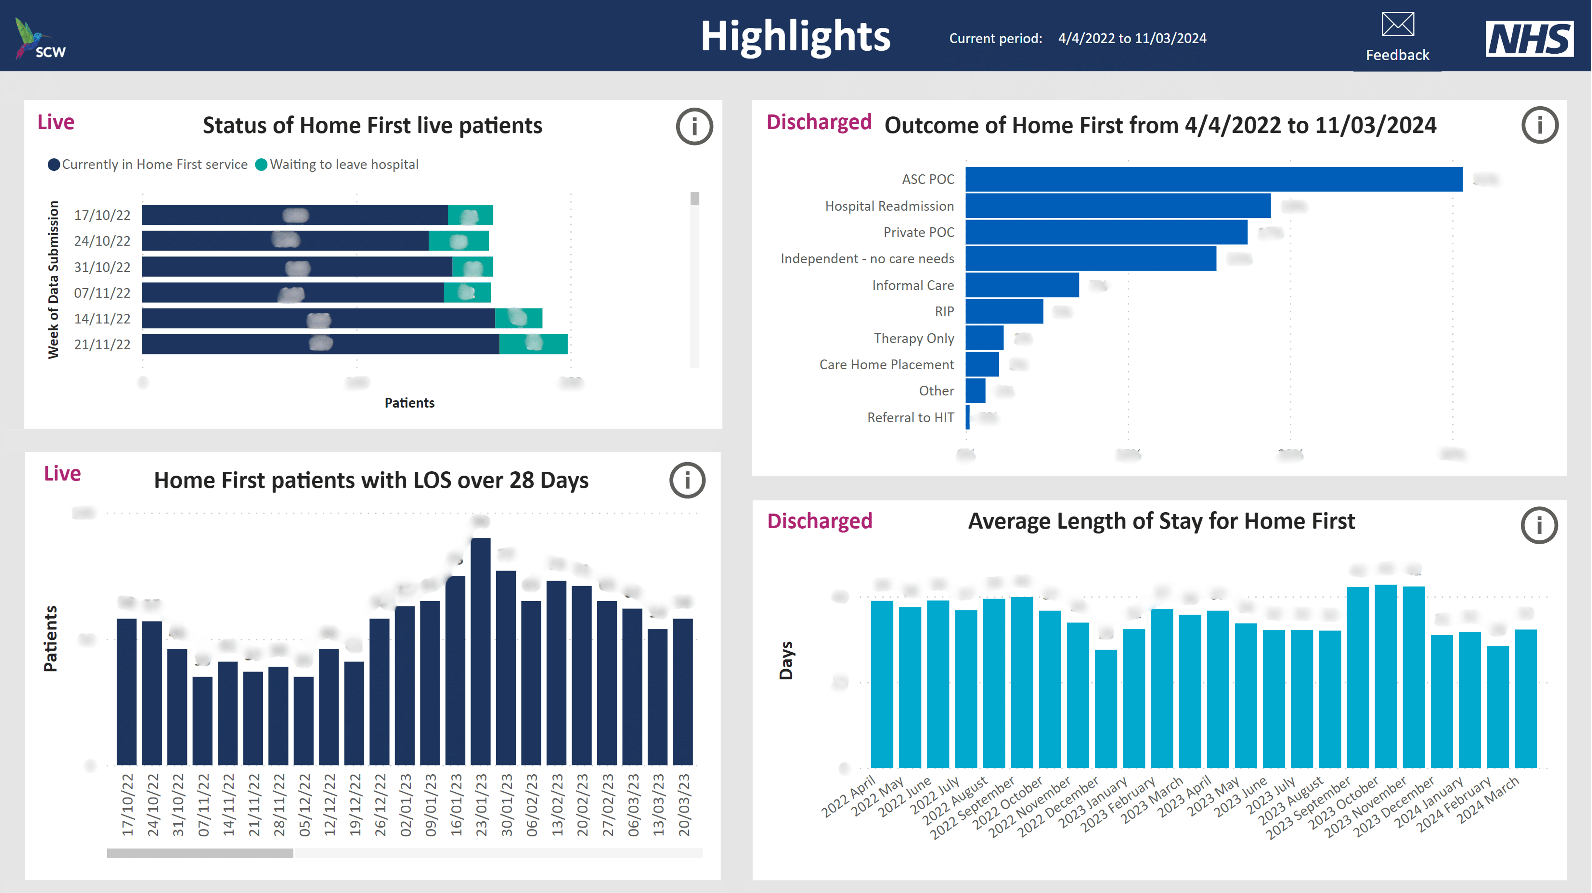 SCW
Highlights
Current period: 4/4/2022 to 11/03/2024
Feedback
NHS
Live
Status of Home First live patients
Currently in Home First service
Waiting to leave hospital
Week of Data Submission
17/10/22
24/10/22
31/10/22
07/11/22
14/11/22
21/11/22
Patients
Discharged
Outcome of Home First from 4/4/2022 to 11/03/2024
ASC POC
Hospital Readmission
Private POC
Independent - no care needs
Informal Care
RIP
Therapy Only
Care Home Placement
Other
Referral to HIT
Live
Home First patients with LOS over 28 Days
Patients
17/10/22
24/10/22
31/10/22
07/11/22
14/11/22
21/11/22
28/11/22
05/12/22
12/12/22
19/12/22
26/12/22
02/01/23
09/01/23
16/01/23
23/01/23
30/01/23
06/02/23
13/02/23
20/02/23
27/02/23
06/03/23
13/03/23
20/03/23
Discharged
Average Length of Stay for Home First
Days
2022 April
2022 May
2022 June
2022 July
2022 August
2022 September
2022 October
2022 November
2022 December
2023 January
2023 February
2023 March
2023 April
2023 May
2023 June
2023 July
2023 August
2023 September
2023 October
2023 November
2023 December
2024 January
2024 February
2024 March